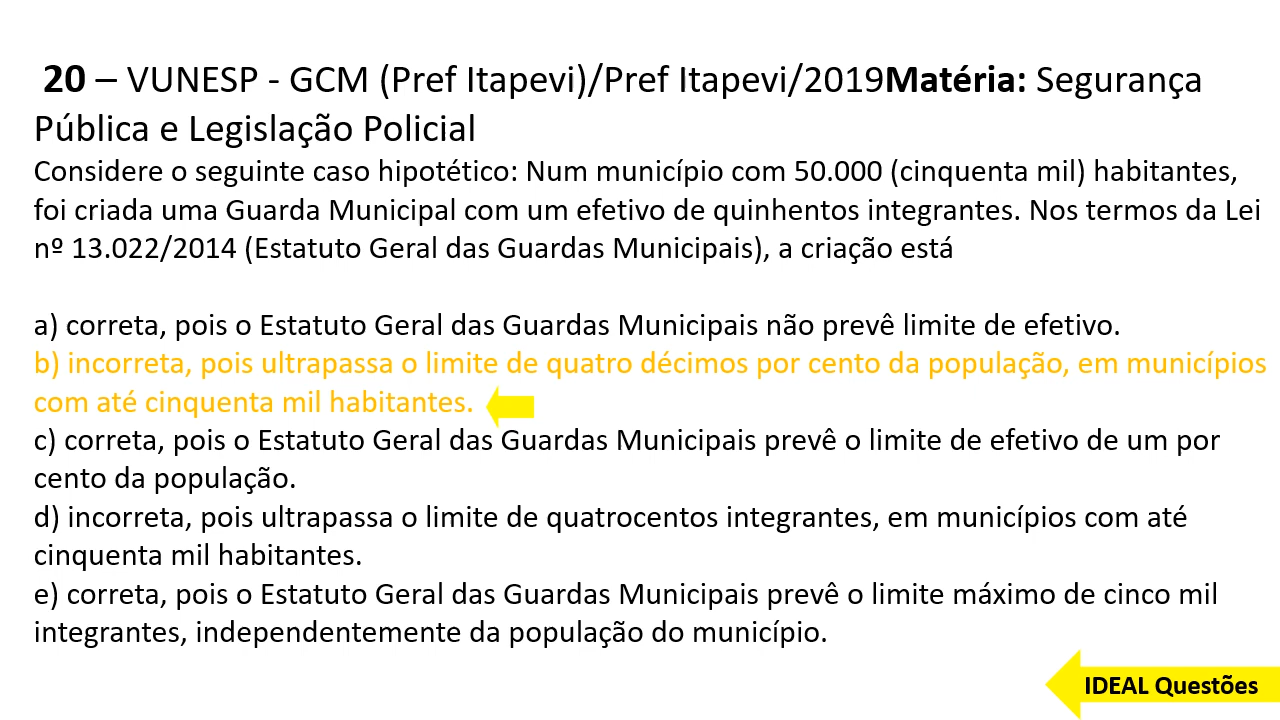 20 – VUNESP - GCM (Pref Itapevi)/Pref Itapevi/2019Matéria: Segurança
Pública e Legislação Policial
Considere o seguinte caso hipotético: Num município com 50.000 (cinquenta mil) habitantes,
foi criada uma Guarda Municipal com um efetivo de quinhentos integrantes. Nos termos da Lei
nº 13.022/2014 (Estatuto Geral das Guardas Municipais), a criação está
a) correta, pois o Estatuto Geral das Guardas Municipais não prevê limite de efetivo.
b) incorreta, pois ultrapassa o limite de quatro décimos por cento da população, em municípios
com até cinquenta mil habitantes.
c) correta, pois o Estatuto Geral das Guardas Municipais prevê o limite de efetivo de um por
cento da população.
d) incorreta, pois ultrapassa o limite de quatrocentos integrantes, em municípios com até
cinquenta mil habitantes.
e) correta, pois o Estatuto Geral das Guardas Municipais prevê o limite máximo de cinco mil
integrantes, independentemente da população do município.
IDEAL Questões